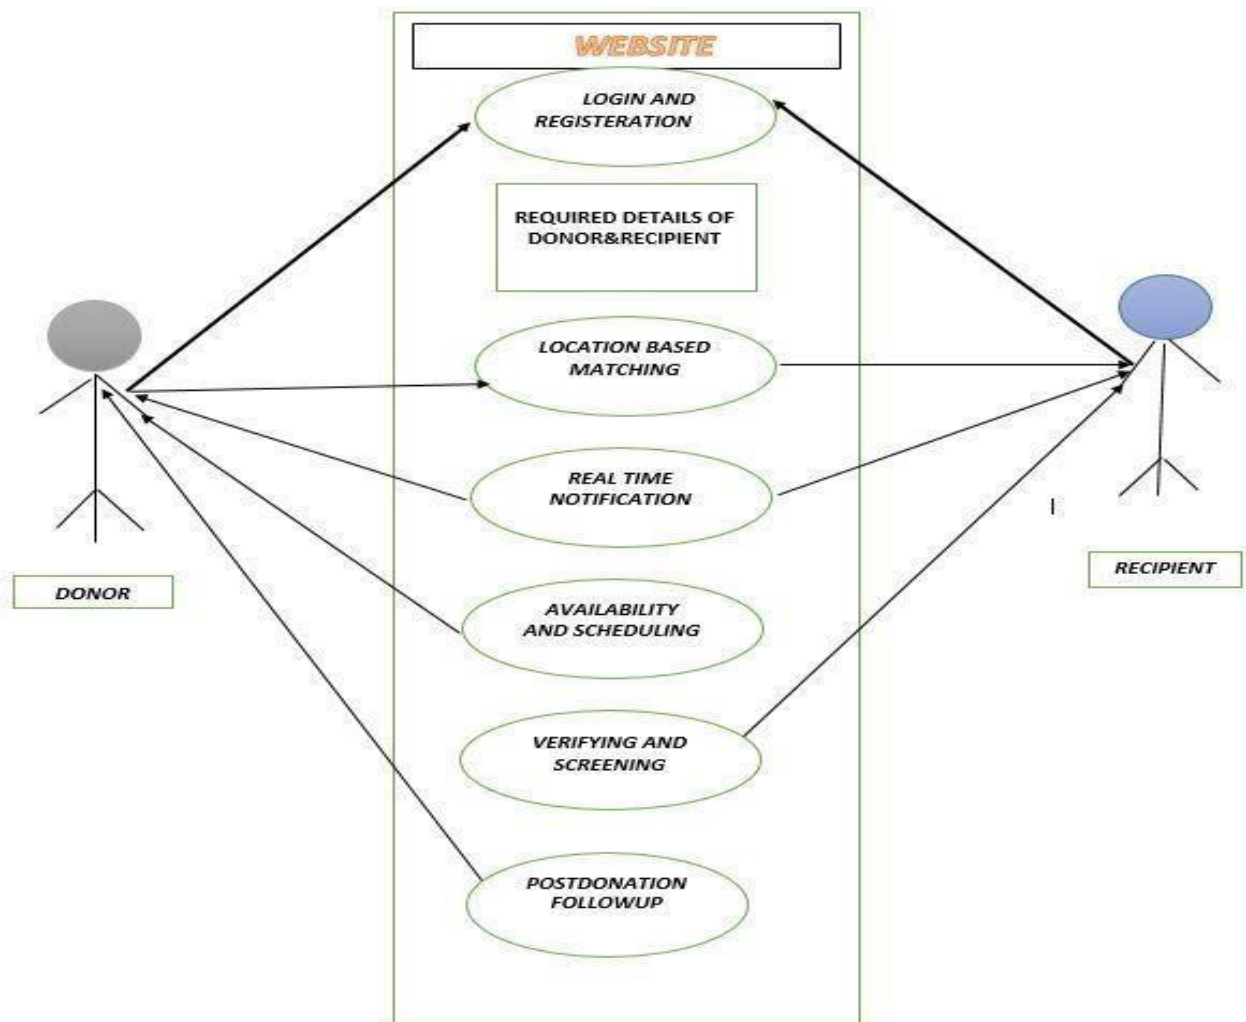 WEBSITE
LOGIN AND
REGISTERATION
REQUIRED DETAILS OF
DONOR&RECIPIENT
LOCATION BASED
MATCHING
REAL TIME
NOTIFICATION
AVAILABILITY
AND SCHEDULING
VERIFYING AND
SCREENING
POSTDONATION
FOLLOWUP
DONOR
RECIPIENT